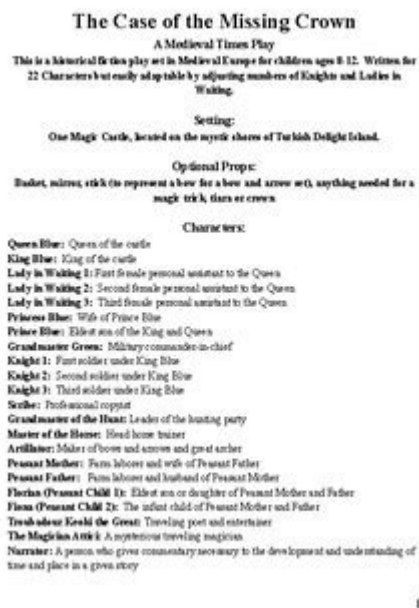 The Case of the Missing Crown
A Medieval Times Play
This is a historical fiction play set in Medieval Europe for children ages 8-12. Written for
22 Characters but easily adaptable by adjusting numbers of Knights and Ladies in
Waiting.
Setting:
One Magic Castle, located on the mystic shores of Turkish Delight Island.
Optional Props:
Basket, mirror, stick (to represent a bow for a bow and arrow set), anything needed for a
magic trick, tiara or crown
Characters:
Queen Blue: Queen of the castle
King Blue: King of the castle
Lady in Waiting 1: First female personal assistant to the Queen
Lady in Waiting 2: Second female personal assistant to the Queen
Lady in Waiting 3: Third female personal assistant to the Queen
Princess Blue: Wife of Prince Blue
Prince Blue: Eldest son of the King and Queen
Grandmaster Green: Military commander-in-chief
Knight 1: First soldier under King Blue
Knight 2: Second soldier under King Blue
Knight 3: Third soldier under King Blue
Scribe: Professional copyist
Grandmaster of the Hunt: Leader of the hunting party
Master of the Horse: Head horse trainer
Artillator: Maker of bows and arrows and great archer
Peasant Mother: Farm laborer and wife of Peasant Father
Peasant Father: Farm laborer and husband of Peasant Mother
Florian (Peasant Child 1): Eldest son or daughter of Peasant Mother and Father
Fiona (Peasant Child 2): The infant child of Peasant Mother and Father
Troubadour Keoki the Great: Traveling poet and entertainer
The Magician Attici: A mysterious traveling magician
Narrator: A person who gives commentary necessary to the development and understanding of
time and place in a given story